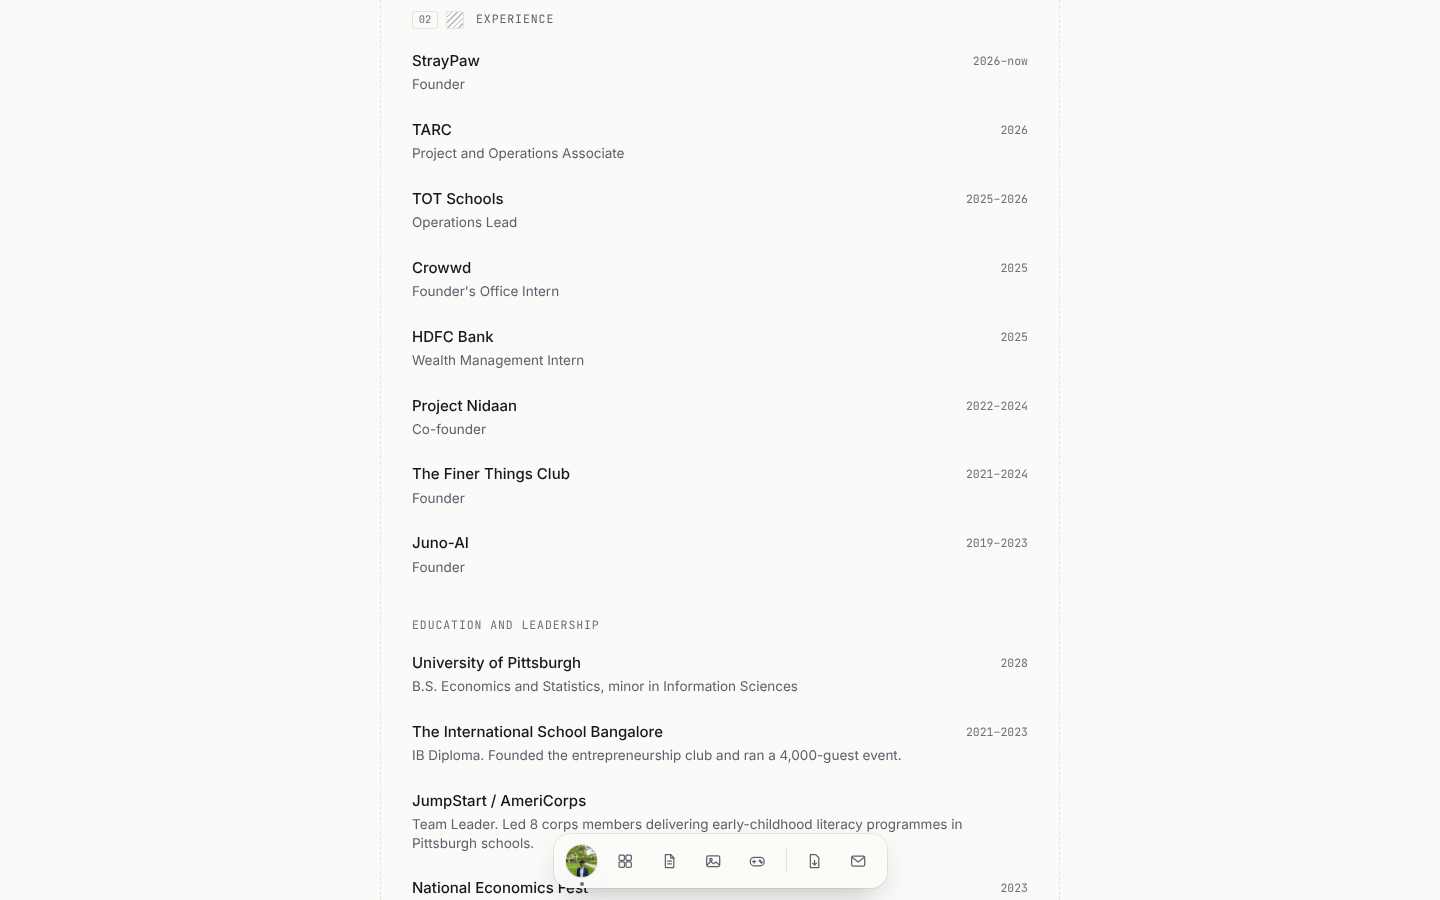 02 EXPERIENCE
StrayPaw 2026–now
Founder
TARC 2026
Project and Operations Associate
TOT Schools 2025–2026
Operations Lead
Crowwd 2025
Founder's Office Intern
HDFC Bank 2025
Wealth Management Intern
Project Nidaan 2022–2024
Co-founder
The Finer Things Club 2021–2024
Founder
Juno-AI 2019–2023
Founder
EDUCATION AND LEADERSHIP
University of Pittsburgh 2028
B.S. Economics and Statistics, minor in Information Sciences
The International School Bangalore 2021–2023
IB Diploma. Founded the entrepreneurship club and ran a 4,000-guest event.
JumpStart / AmeriCorps
Team Leader. Led 8 corps members delivering early-childhood literacy programmes in
Pittsburgh schools.
National Economics Fest 2023